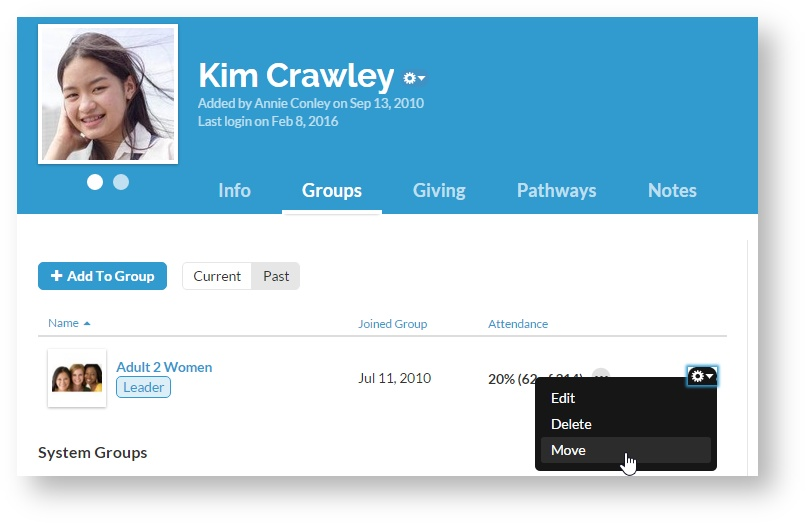 Kim Crawley
Added by Annie Conley on Sep 13, 2010
Last login on Feb 8, 2016
Info Groups Giving Pathways Notes
+ Add To Group Current Past
Name Joined Group Attendance
Adult 2 Women
Leader
Jul 11, 2010 20% (62
Edit
Delete
Move
System Groups